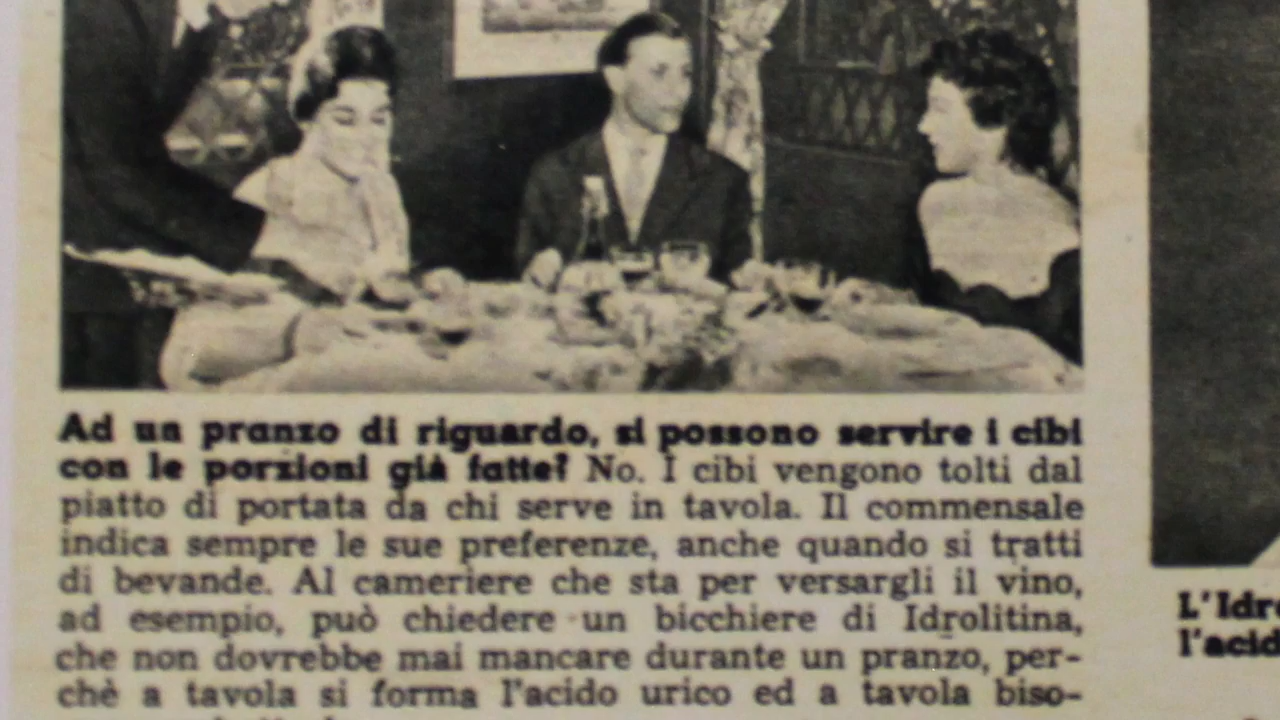 Ad un pranzo di riguardo, si possono servire i cibi
con le porzioni già fatte? No. I cibi vengono tolti dal
piatto di portata da chi serve in tavola. Il commensale
indica sempre le sue preferenze, anche quando si tratti
di bevande. Al cameriere che sta per versargli il vino,
ad esempio, può chiedere un bicchiere di Idrolitina,
che non dovrebbe mai mancare durante un pranzo, per-
chè a tavola si forma l'acido urico ed a tavola biso-
L'Idro
l'acid